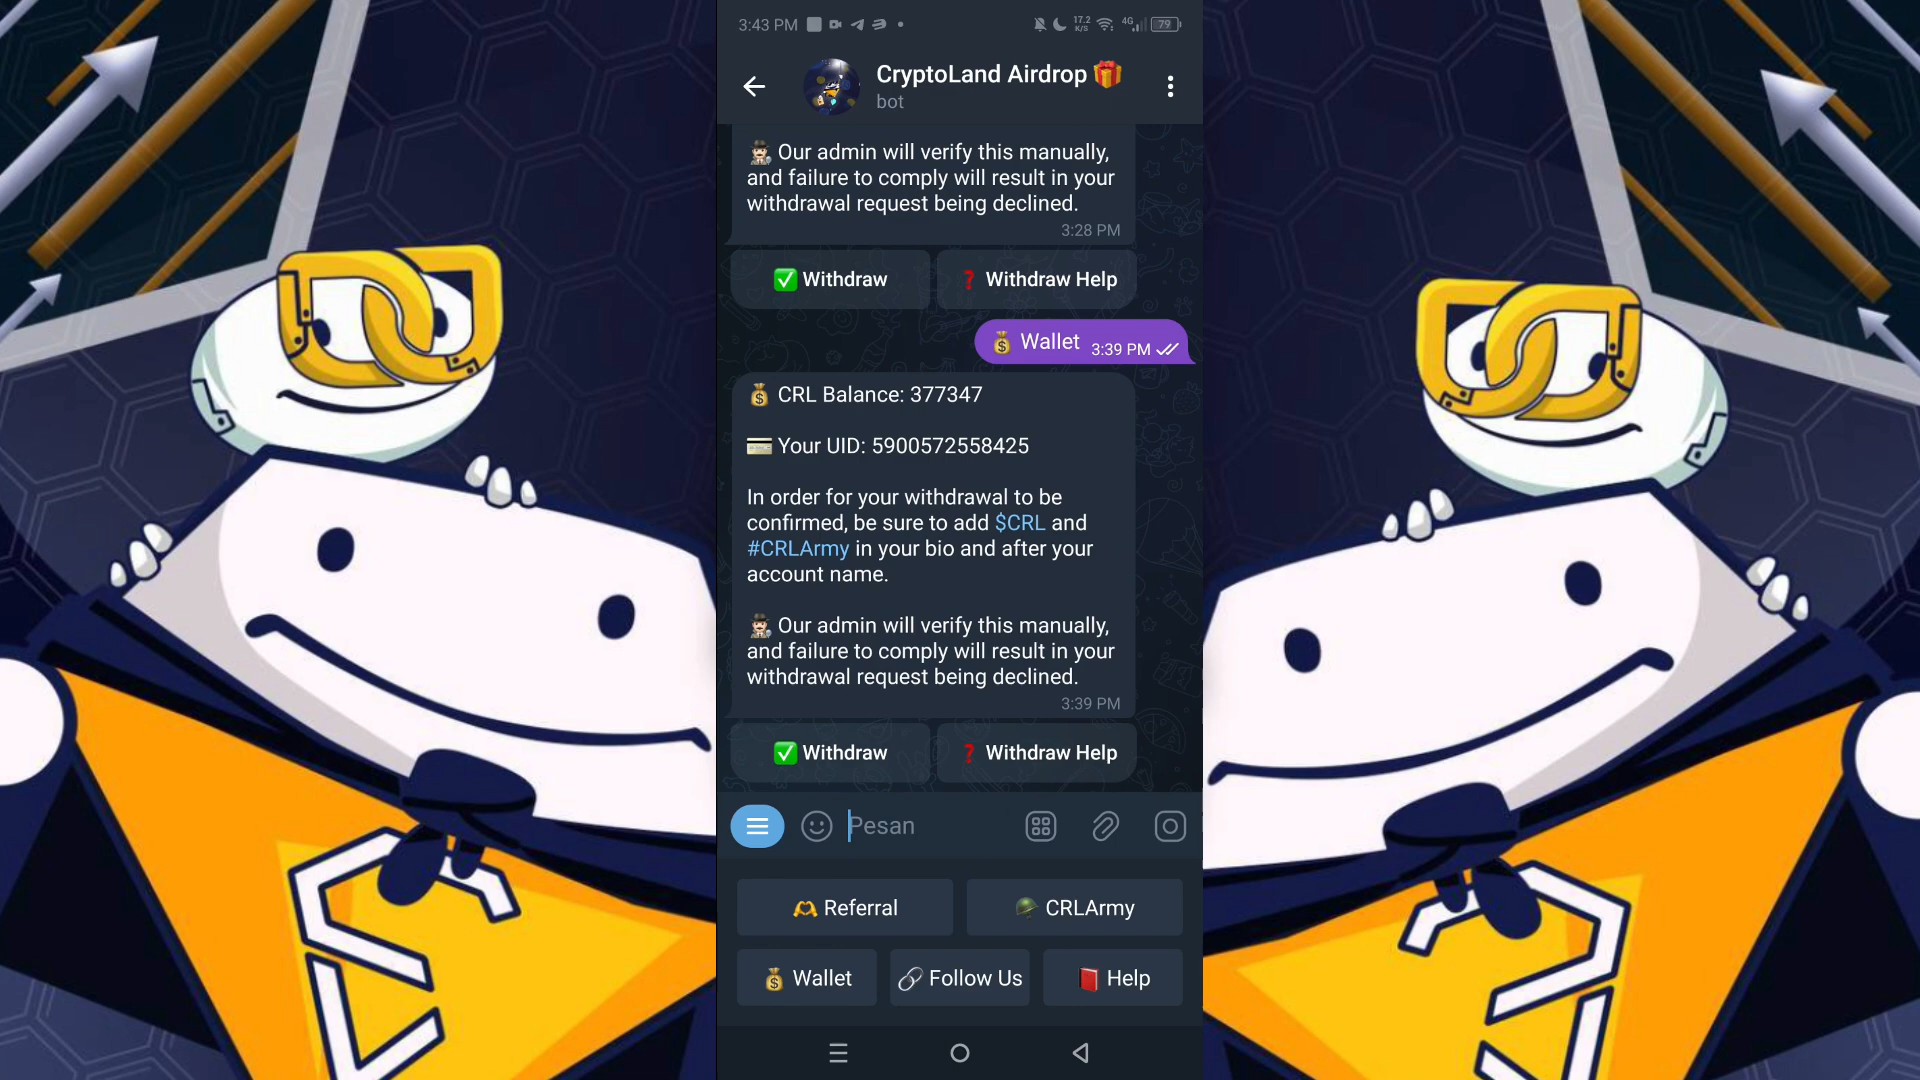 3:43 PM
17.2
K/S
4G
79
CryptoLand Airdrop
bot
Our admin will verify this manually,
and failure to comply will result in your
withdrawal request being declined.
3:28 PM
Withdraw
Withdraw Help
Wallet 3:39 PM
CRL Balance: 377347
Your UID: 5900572558425
In order for your withdrawal to be
confirmed, be sure to add $CRL and
#CRLArmy in your bio and after your
account name.
Our admin will verify this manually,
and failure to comply will result in your
withdrawal request being declined.
3:39 PM
Withdraw
Withdraw Help
Pesan
Referral
CRLArmy
Wallet
Follow Us
Help